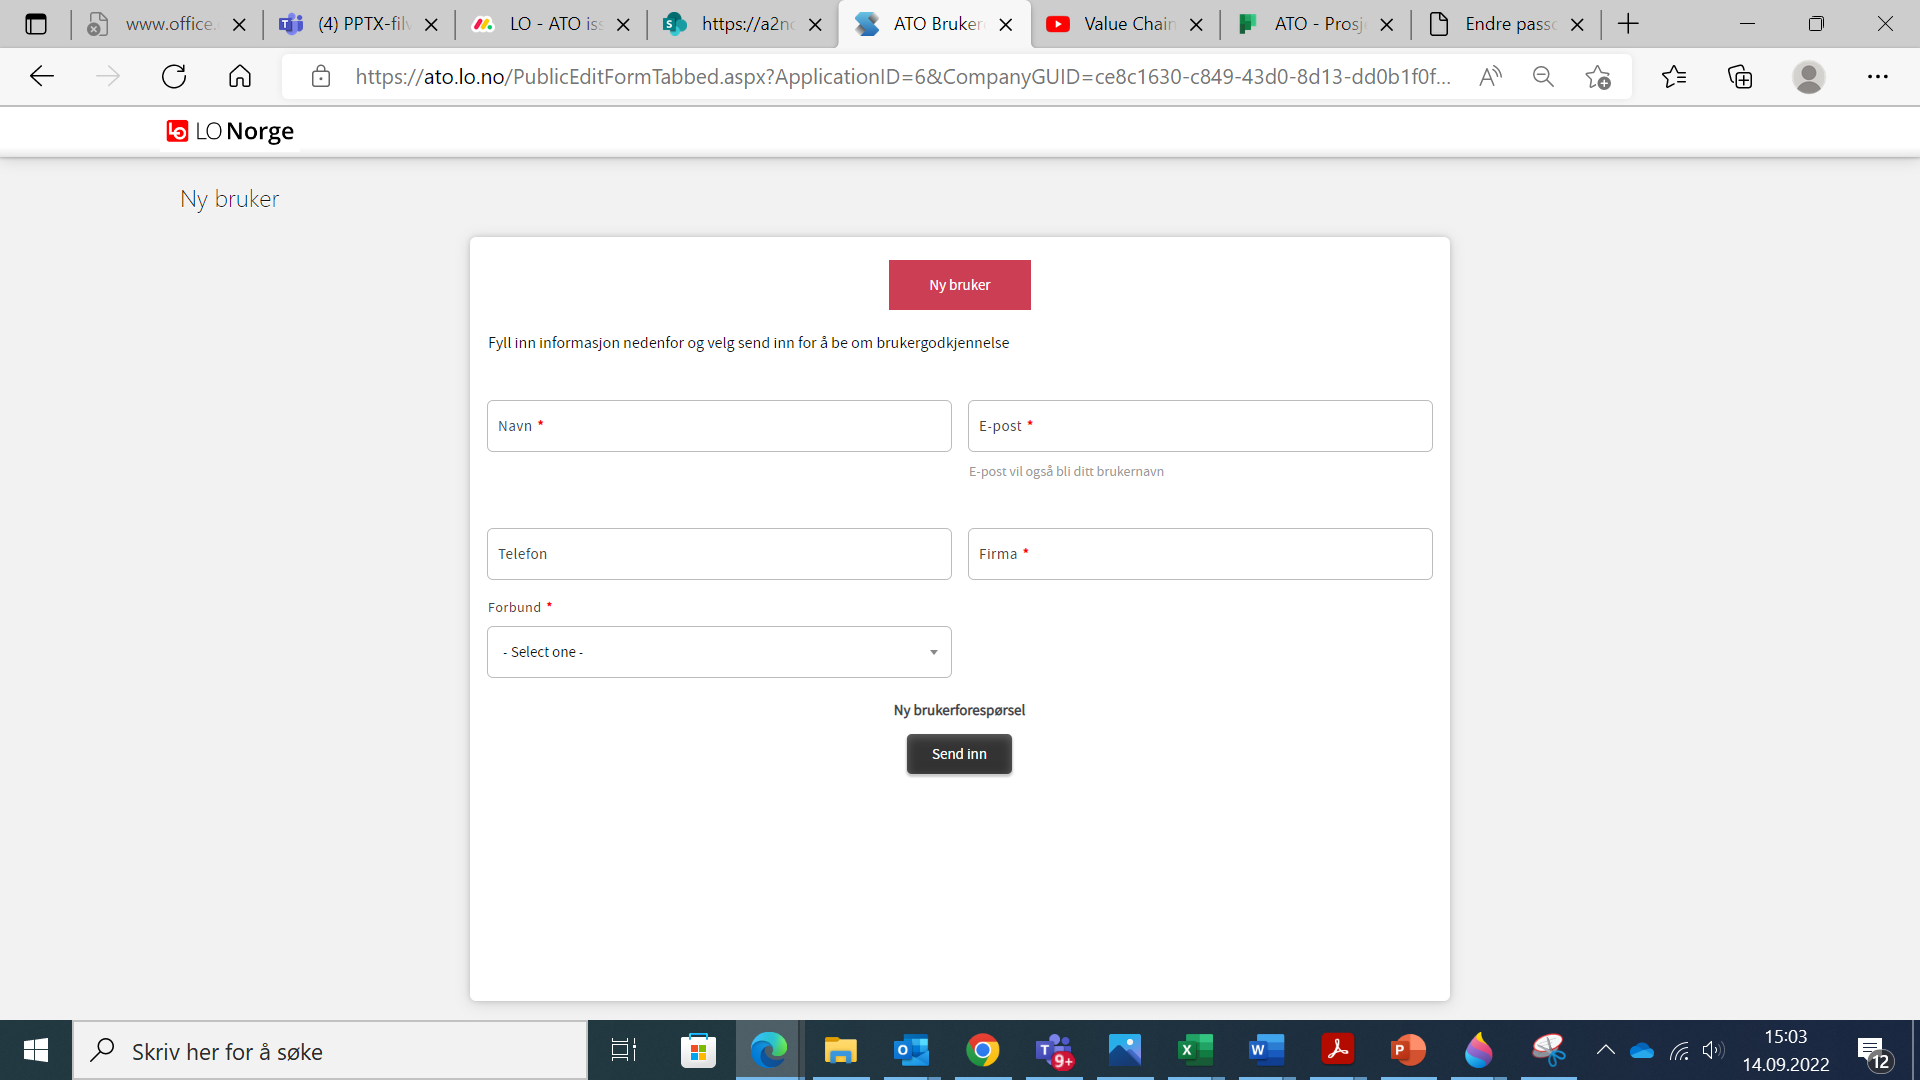 www.office.
(4) PPTX-fil
LO - ATO is
https://a2n
ATO Bruker
Value Chain
ATO - Prosj
Endre pass
https://ato.lo.no/PublicEditFormTabbed.aspx?ApplicationID=6&CompanyGUID=ce8c1630-c849-43d0-8d13-dd0b1f0f...
LO Norge
Ny bruker
Ny bruker
Fyll inn informasjon nedenfor og velg send inn for å be om brukergodkjennelse
Navn *
E-post *
E-post vil også bli ditt brukernavn
Telefon
Firma *
Forbund *
- Select one -
Ny brukerforespørsel
Send inn
Skriv her for å søke
9+
15:03
14.09.2022
12